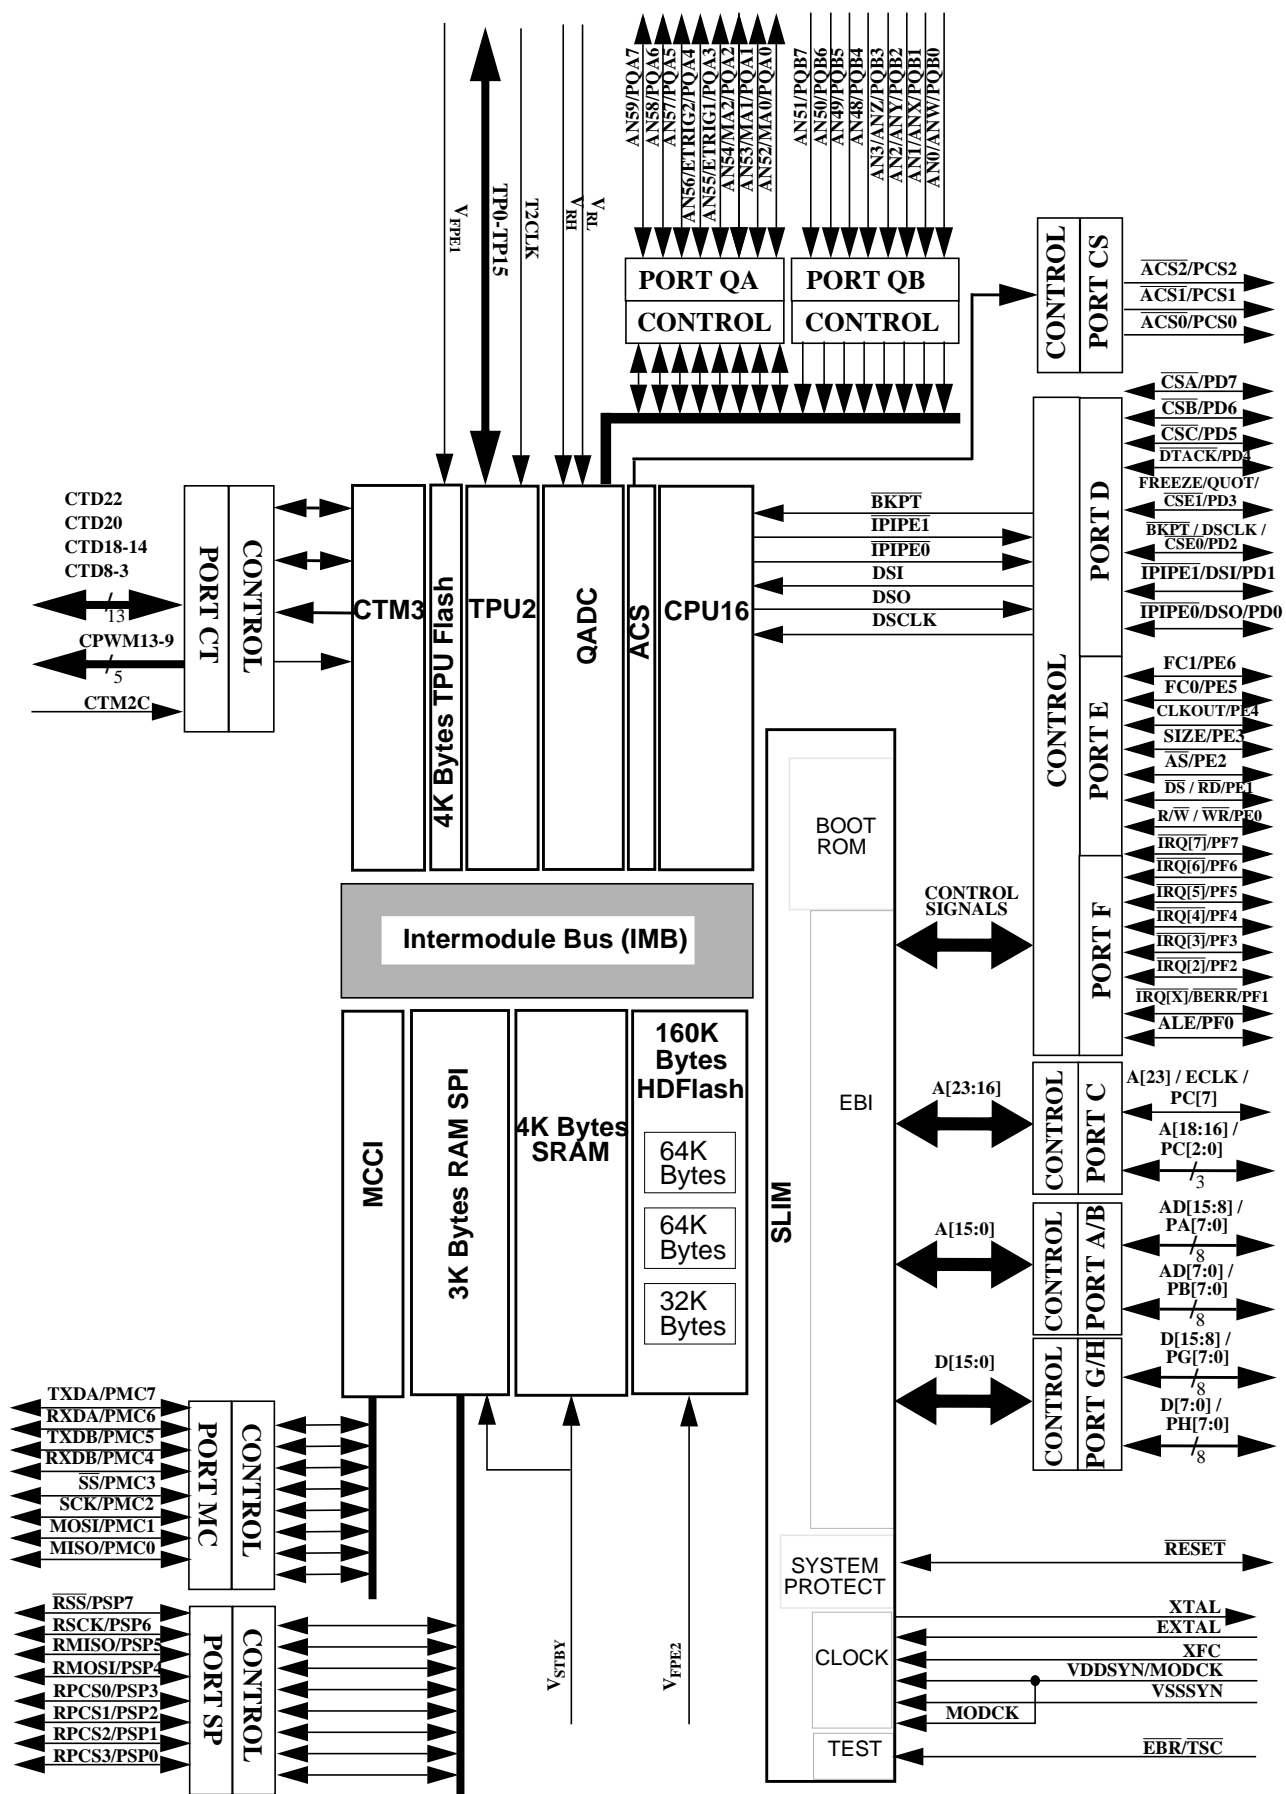 AN59/PQA7
AN58/PQA6
AN57/PQA5
AN56/ETRIG2/PQA4
AN55/ETRIG1/PQA3
AN54/MA2/PQA2
AN53/MA1/PQA1
AN52/MA0/PQA0
AN51/PQB7
AN50/PQB6
AN49/PQB5
AN48/PQB4
AN3/ANZ/PQB3
AN2/ANY/PQB2
AN1/ANX/PQB1
AN0/ANW/PQB0
VFPE1
TP0-TP15
T2CLK
VRH
VRL
PORT QA
CONTROL
PORT QB
CONTROL
CONTROL
PORT CS
ACS2/PCS2
ACS1/PCS1
ACS0/PCS0
CTD22
CTD20
CTD18-14
CTD8-3
13
CPWM13-9
5
CTM2C
PORT CT
CONTROL
CTM3
4K Bytes TPU Flash
TPU2
QADC
ACS
CPU16
BKPT
IPIPE1
IPIPE0
DSI
DSO
DSCLK
CONTROL
PORT D
CSA/PD7
CSB/PD6
CSC/PD5
DTACK/PD4
FREEZE/QUOT/
CSE1/PD3
BKPT / DSCLK /
CSE0/PD2
IPIPE1/DSI/PD1
IPIPE0/DSO/PD0
PORT E
FC1/PE6
FC0/PE5
CLKOUT/PE4
SIZE/PE3
AS/PE2
DS / RD/PE1
R/W / WR/PE0
PORT F
IRQ[7]/PF7
IRQ[6]/PF6
IRQ[5]/PF5
IRQ[4]/PF4
IRQ[3]/PF3
IRQ[2]/PF2
IRQ[X]/BERR/PF1
ALE/PF0
BOOT
ROM
CONTROL
SIGNALS
Intermodule Bus (IMB)
MCCI
3K Bytes RAM SPI
4K Bytes
SRAM
160K
Bytes
HDFlash
64K
Bytes
64K
Bytes
32K
Bytes
SLIM
EBI
A[23:16]
CONTROL
PORT C
A[23] / ECLK /
PC[7]
A[18:16] /
PC[2:0]
3
A[15:0]
CONTROL
PORT A/B
AD[15:8] /
PA[7:0]
8
AD[7:0] /
PB[7:0]
8
D[15:0]
CONTROL
PORT G/H
D[15:8] /
PG[7:0]
8
D[7:0] /
PH[7:0]
8
TXDA/PMC7
RXDA/PMC6
TXDB/PMC5
RXDB/PMC4
SS/PMC3
SCK/PMC2
MOSI/PMC1
MISO/PMC0
PORT MC
CONTROL
RSS/PSP7
RSCK/PSP6
RMISO/PSP5
RMOSI/PSP4
RPCS0/PSP3
RPCS1/PSP2
RPCS2/PSP1
RPCS3/PSP0
PORT SP
CONTROL
VSTBY
VFPE2
SYSTEM
PROTECT
RESET
CLOCK
XTAL
EXTAL
XFC
VDDSYN/MODCK
VSSSYN
MODCK
TEST
EBR/TSC